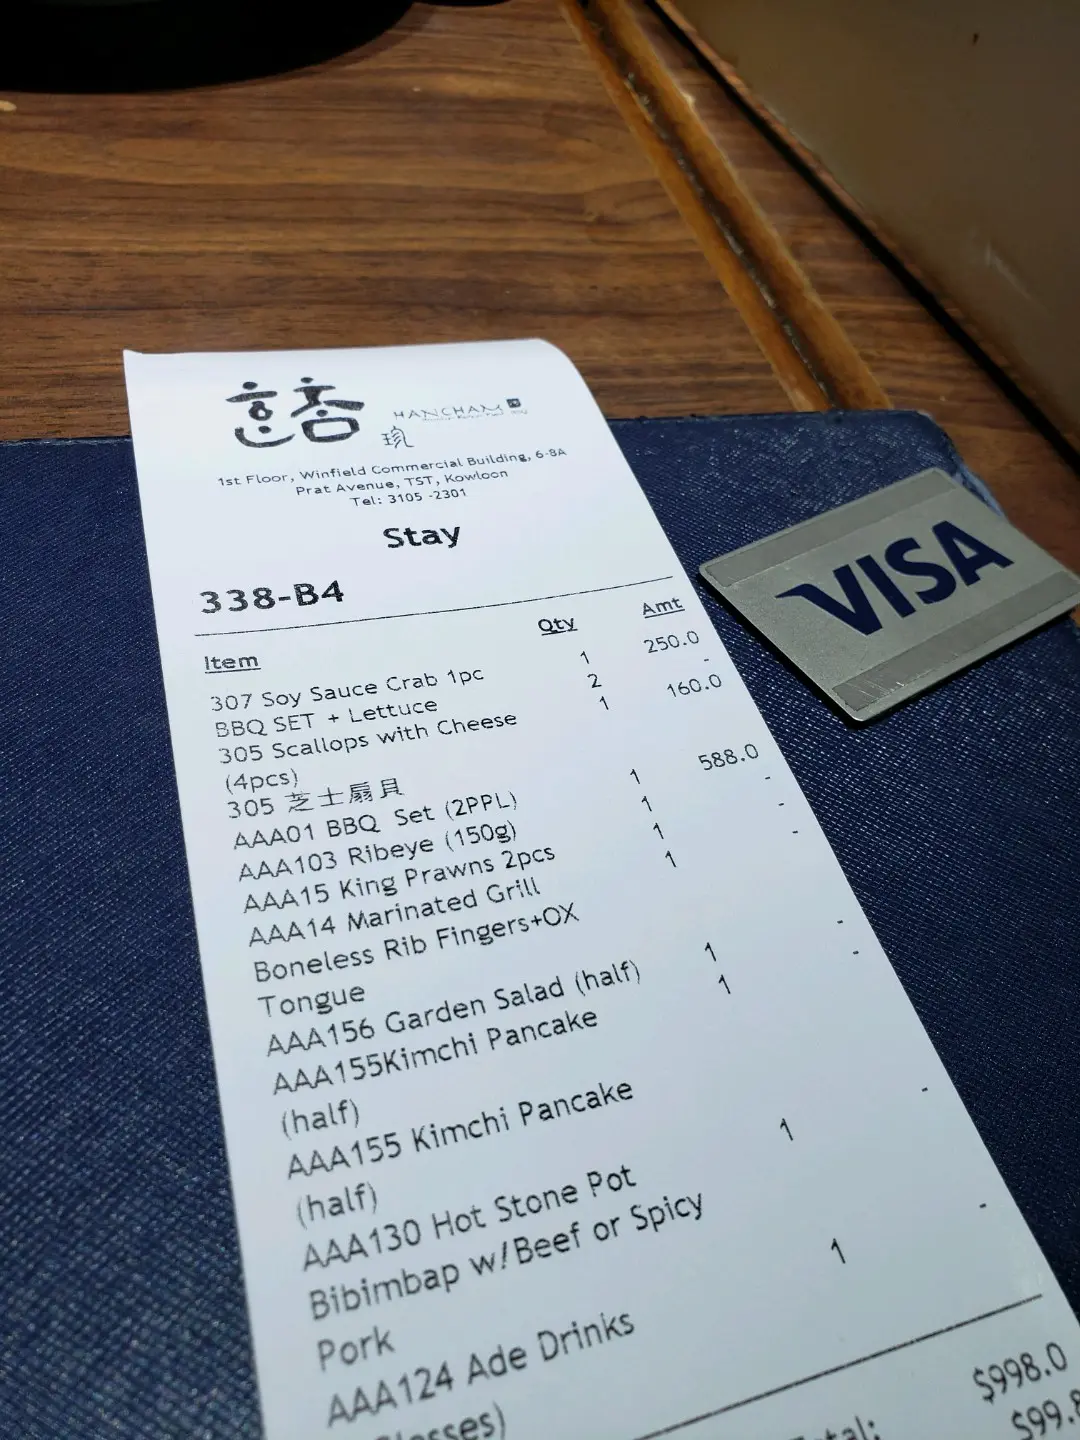 한참
HANCHAM
珍
1st Floor, Winfield Commercial Building, 6-8A
Prat Avenue, TST, Kowloon
Tel: 3105 -2301
Stay
338-B4
Item Qty Amt
307 Soy Sauce Crab 1pc 1 250.0
BBQ SET + Lettuce 2 -
305 Scallops with Cheese 1 160.0
(4pcs)
305 芝士扇貝
AAA01 BBQ Set (2PPL) 1 588.0
AAA103 Ribeye (150g) 1 -
AAA15 King Prawns 2pcs 1 -
AAA14 Marinated Grill 1 -
Boneless Rib Fingers+OX
Tongue
AAA156 Garden Salad (half) 1 -
AAA155Kimchi Pancake 1 -
(half)
AAA155 Kimchi Pancake
(half)
AAA130 Hot Stone Pot 1 -
Bibimbap w/Beef or Spicy
Pork
AAA124 Ade Drinks 1 -
$998.0
VISA